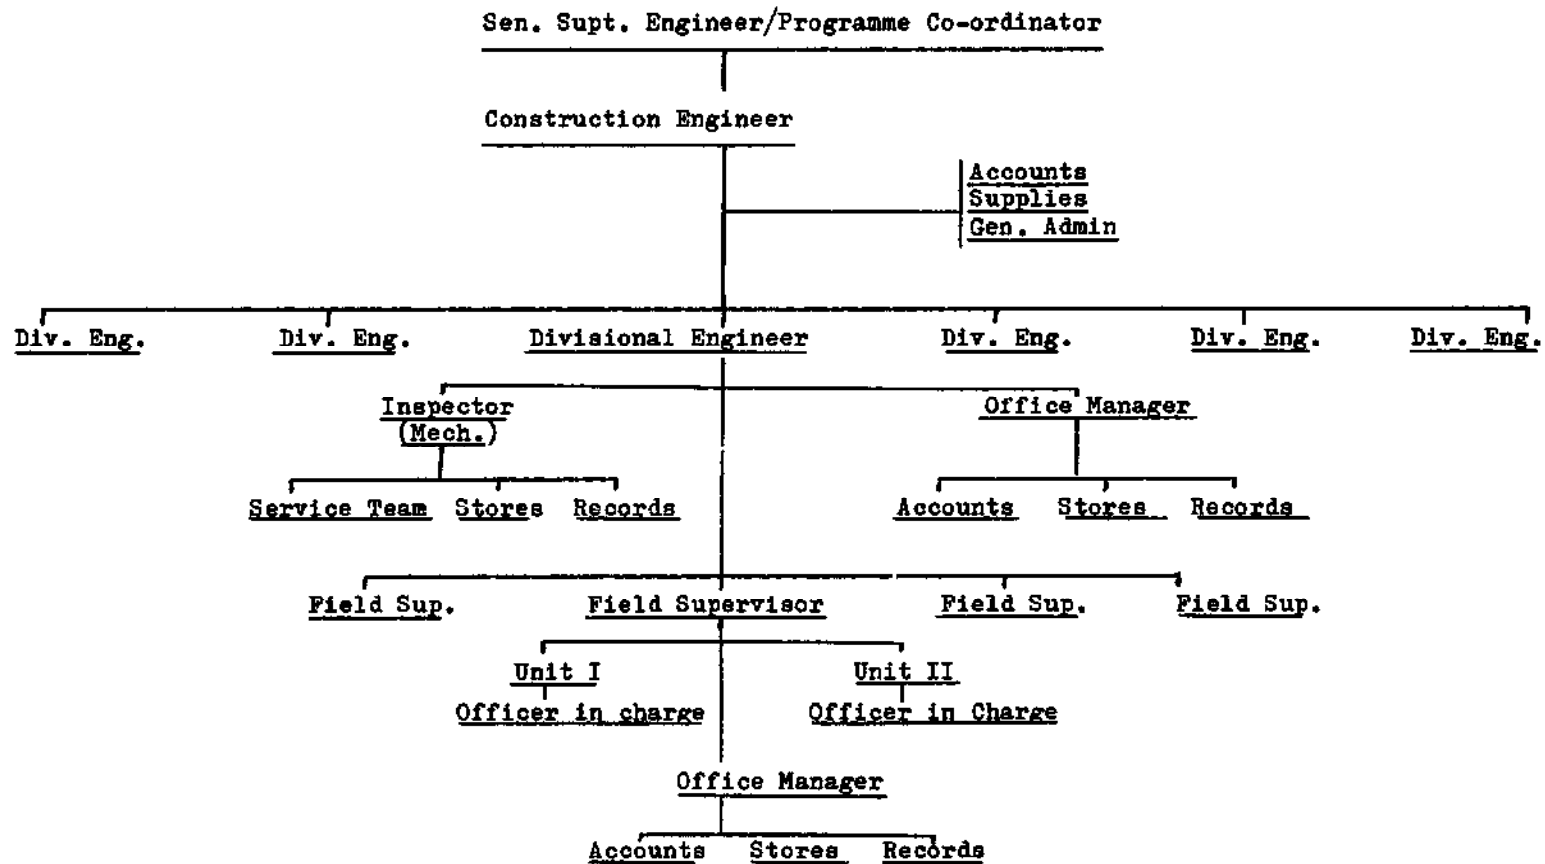 Sen. Supt. Engineer/Programme Co-ordinator
Construction Engineer
Accounts
Supplies
Gen. Admin
Div. Eng. Div. Eng. Divisional Engineer Div. Eng. Div. Eng. Div. Eng.
Inspector
(Mech.)
Office Manager
Service Team Stores Records Accounts Stores Records
Field Sup. Field Supervisor Field Sup. Field Sup.
Unit I Unit II
Officer in charge Officer in Charge
Office Manager
Accounts Stores Records